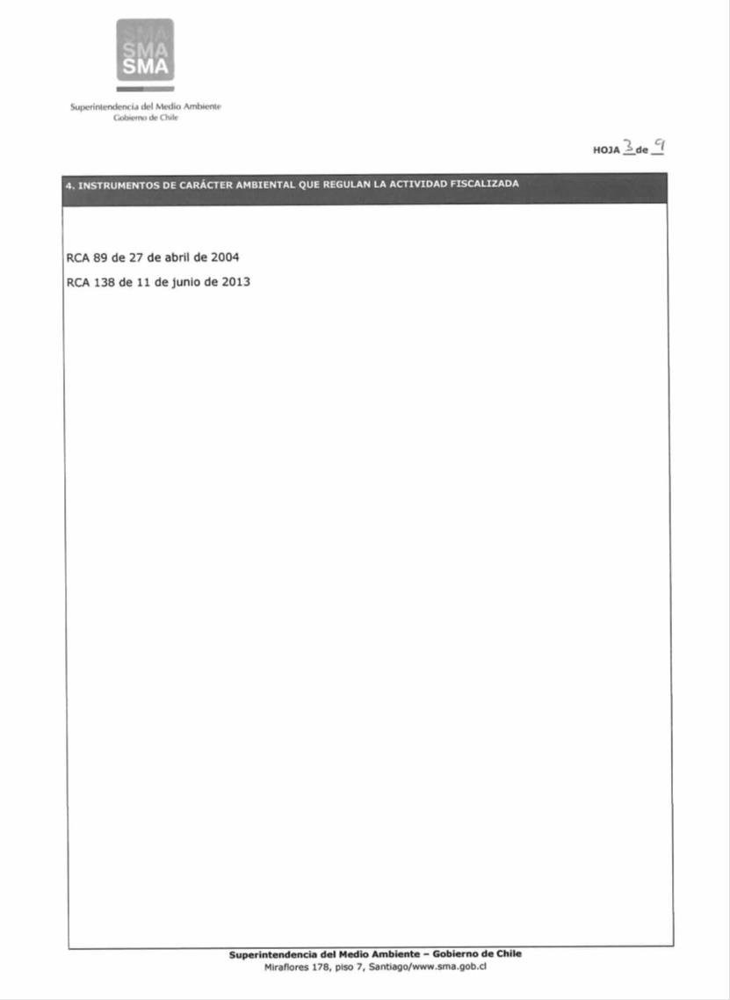 SMA
SMA
SMA
Superintendencia del Medio Ambiente
Gobierno de Chile
HOJA 3 de 9
4. INSTRUMENTOS DE CARÁCTER AMBIENTAL QUE REGULAN LA ACTIVIDAD FISCALIZADA
RCA 89 de 27 de abril de 2004
RCA 138 de 11 de junio de 2013
Superintendencia del Medio Ambiente – Gobierno de Chile
Miraflores 178, piso 7, Santiago/www.sma.gob.cl